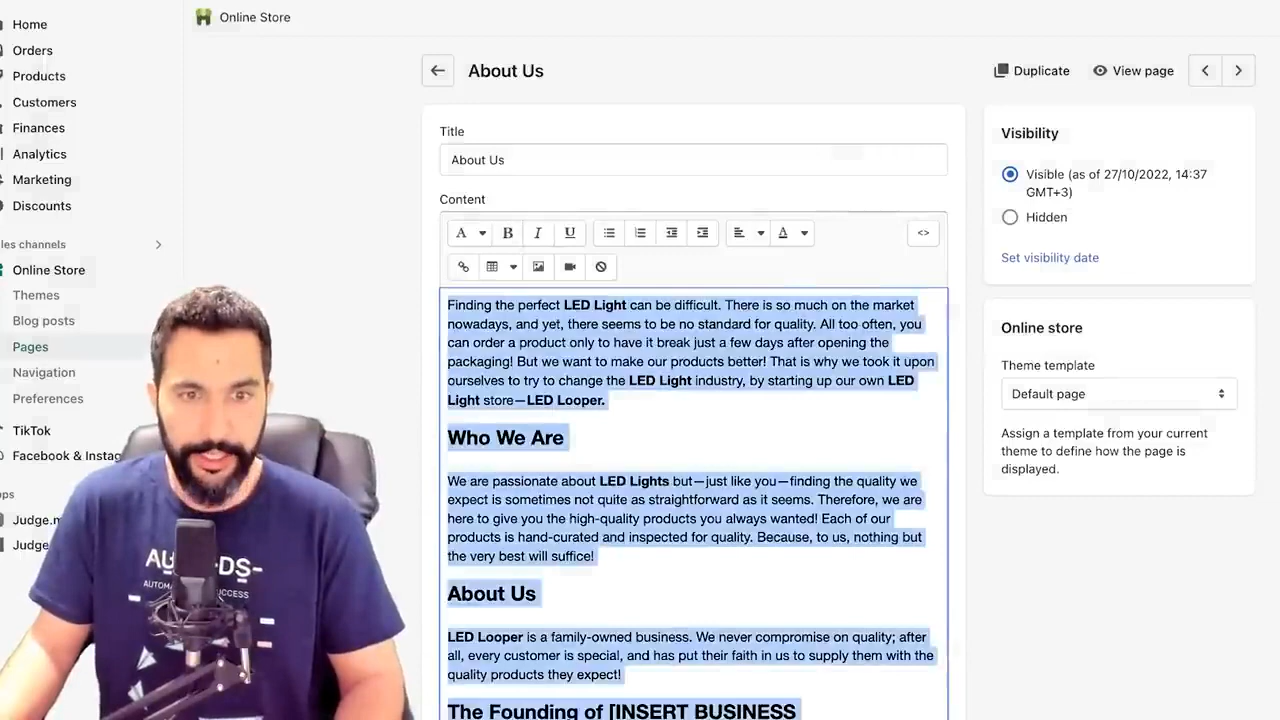 Online Store
Home
Orders
Products
Customers
Finances
Analytics
Marketing
Discounts
les channels
Online Store
Themes
Blog posts
Pages
Navigation
Preferences
TikTok
Facebook & Instag
ps
Judge.m
Judge
About Us
Duplicate
View page
Title
About Us
Content
A
B
I
U
A
<>
Finding the perfect LED Light can be difficult. There is so much on the market
nowadays, and yet, there seems to be no standard for quality. All too often, you
can order a product only to have it break just a few days after opening the
packaging! But we want to make our products better! That is why we took it upon
ourselves to try to change the LED Light industry, by starting up our own LED
Light store—LED Looper.
Who We Are
We are passionate about LED Lights but—just like you—finding the quality we
expect is sometimes not quite as straightforward as it seems. Therefore, we are
here to give you the high-quality products you always wanted! Each of our
products is hand-curated and inspected for quality. Because, to us, nothing but
the very best will suffice!
About Us
LED Looper is a family-owned business. We never compromise on quality; after
all, every customer is special, and has put their faith in us to supply them with the
quality products they expect!
The Founding of [INSERT BUSINESS
Visibility
Visible (as of 27/10/2022, 14:37
GMT+3)
Hidden
Set visibility date
Online store
Theme template
Default page
Assign a template from your current
theme to define how the page is
displayed.